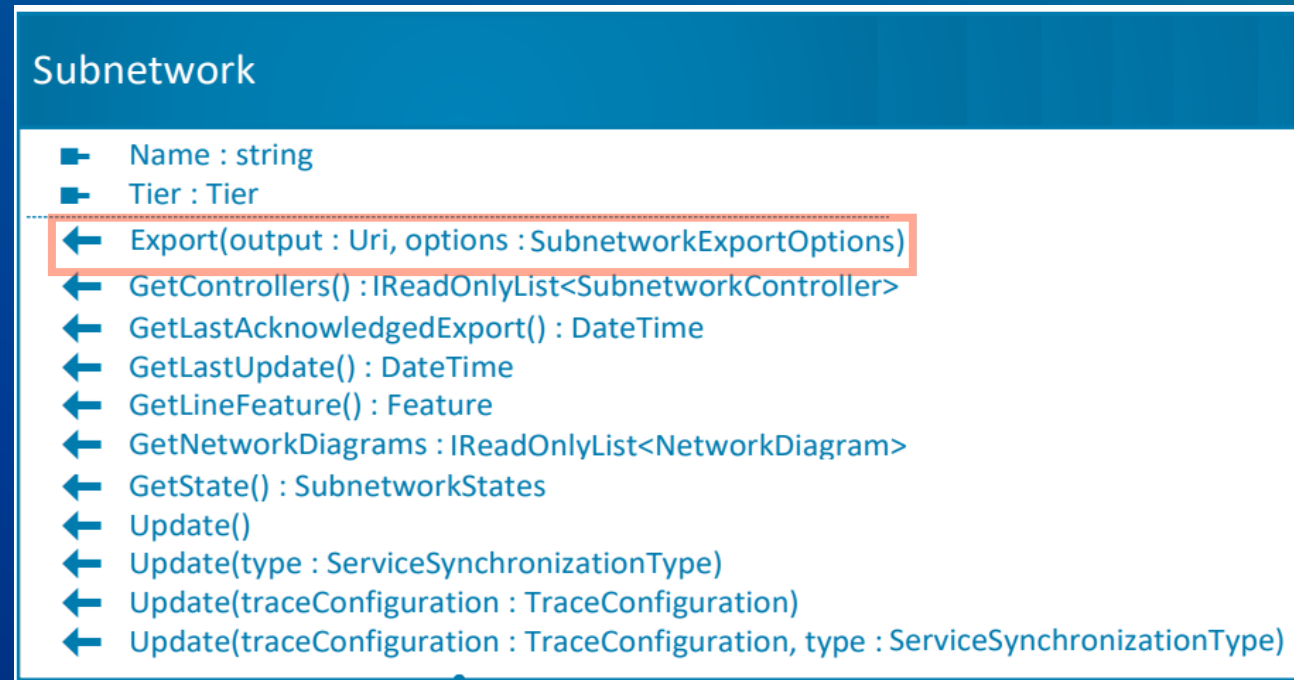 Subnetwork
Name : string
Tier : Tier
Export(output : Uri, options : SubnetworkExportOptions)
GetControllers() : IReadOnlyList<SubnetworkController>
GetLastAcknowledgedExport() : DateTime
GetLastUpdate() : DateTime
GetLineFeature() : Feature
GetNetworkDiagrams : IReadOnlyList<NetworkDiagram>
GetState() : SubnetworkStates
Update()
Update(type : ServiceSynchronizationType)
Update(traceConfiguration : TraceConfiguration)
Update(traceConfiguration : TraceConfiguration, type : ServiceSynchronizationType)